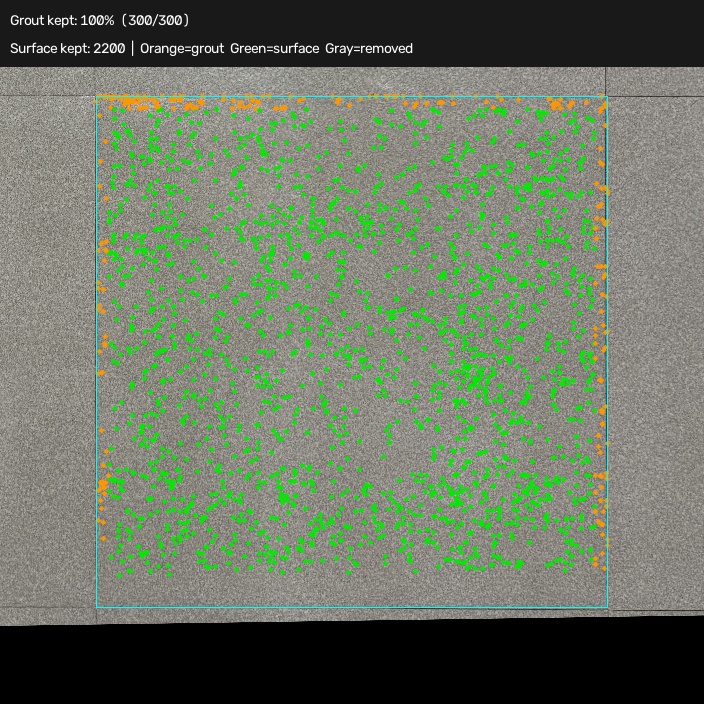 Grout kept: 100% (300/300)
Surface kept: 2200 | Orange=grout Green=surface Gray=removed